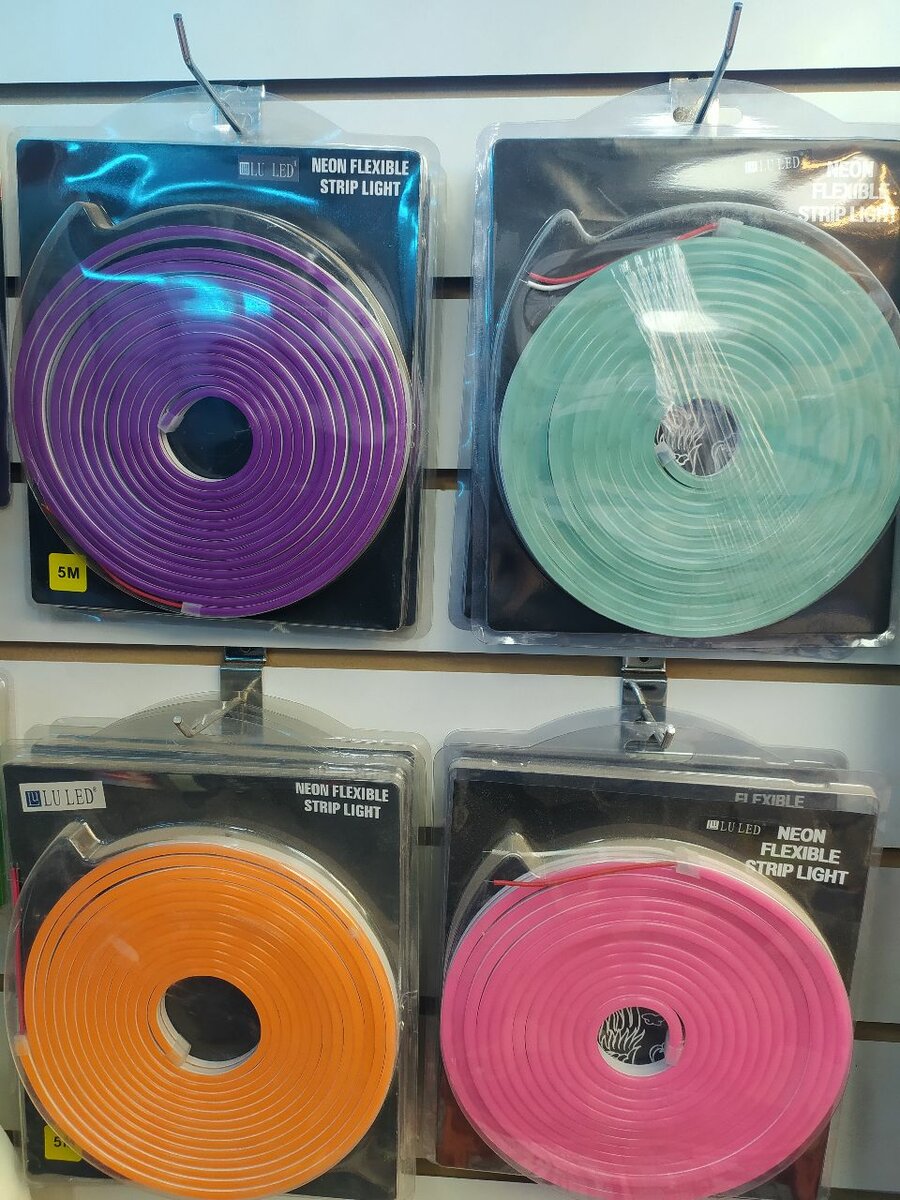 LU LED
NEON FLEXIBLE
STRIP LIGHT
5M
LU LED
NEON
FLEXIBLE
STRIP LIGHT
LU LED®
NEON FLEXIBLE
STRIP LIGHT
FLEXIBLE
LU LED
NEON
FLEXIBLE
STRIP LIGHT